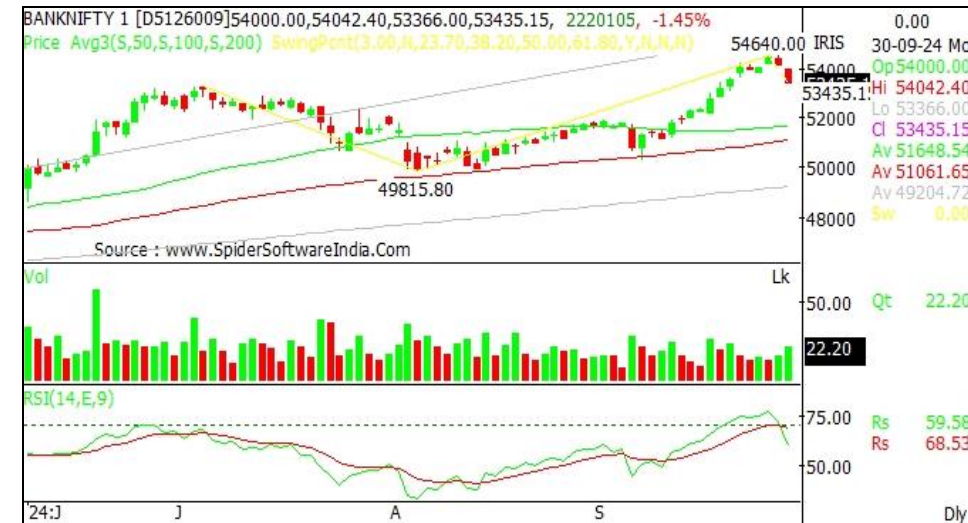 BANKNIFTY 1 [D5126009]54000.00,54042.40,53366.00,53435.15, 2220105, -1.45%
Price Avg3(S,50,S,100,S,200) SwingPcnt(3.00,N,23.70,38.20,50.00,61.80,Y,N,N,N)
54640.00
49815.80
Source : www.SpiderSoftwareIndia.Com
54000
53435.1
52000
50000
48000
0.00
IRIS 30-09-24 Mo
Op 54000.00
Hi 54042.40
Lo 53366.00
Cl 53435.15
Av 51648.54
Av 51061.65
Av 49204.72
Sw 0.00
Vol
Lk
50.00
22.20
Qt 22.20
RSI(14,E,9)
75.00
50.00
Rs 59.58
Rs 68.53
'24:J J A S
Dly